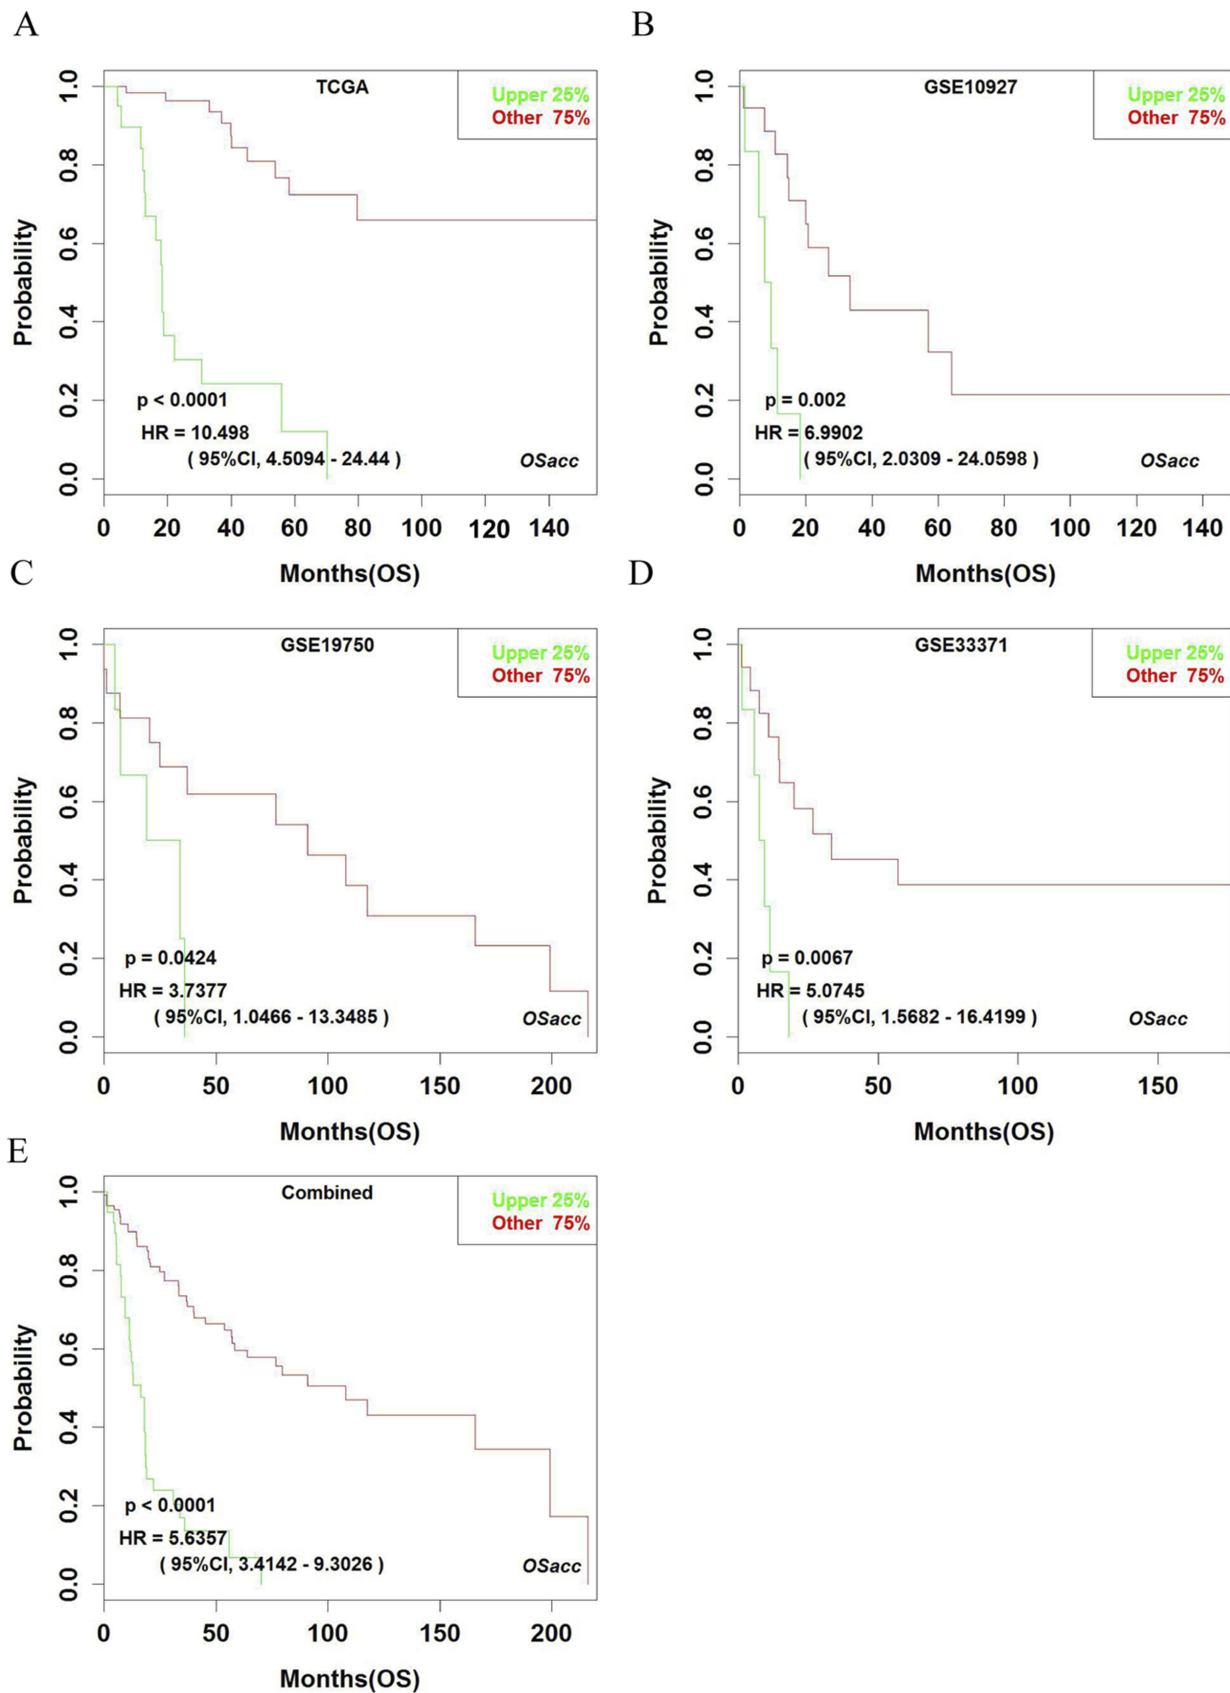 A
TCGA
Upper 25%
Other 75%
1.0
0.8
0.6
0.4
0.2
0.0
Probability
p < 0.0001
HR = 10.498
( 95%CI, 4.5094 - 24.44 )
OSacc
0 20 40 60 80 100 120 140
Months(OS)
B
GSE10927
Upper 25%
Other 75%
1.0
0.8
0.6
0.4
0.2
0.0
Probability
p = 0.002
HR = 6.9902
( 95%CI, 2.0309 - 24.0598 )
OSacc
0 20 40 60 80 100 120 140
Months(OS)
C
GSE19750
Upper 25%
Other 75%
1.0
0.8
0.6
0.4
0.2
0.0
Probability
p = 0.0424
HR = 3.7377
( 95%CI, 1.0466 - 13.3485 )
OSacc
0 50 100 150 200
Months(OS)
D
GSE33371
Upper 25%
Other 75%
1.0
0.8
0.6
0.4
0.2
0.0
Probability
p = 0.0067
HR = 5.0745
( 95%CI, 1.5682 - 16.4199 )
OSacc
0 50 100 150
Months(OS)
E
Combined
Upper 25%
Other 75%
1.0
0.8
0.6
0.4
0.2
0.0
Probability
p < 0.0001
HR = 5.6357
( 95%CI, 3.4142 - 9.3026 )
OSacc
0 50 100 150 200
Months(OS)